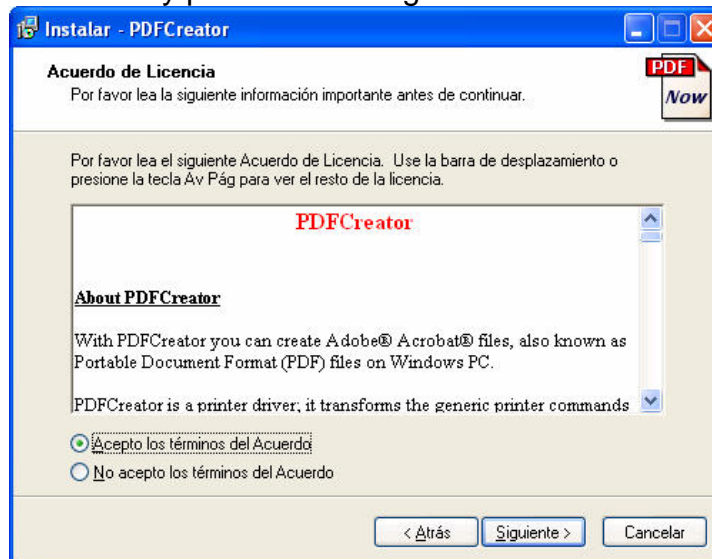 Instalar - PDFCreator
Acuerdo de Licencia
Por favor lea la siguiente información importante antes de continuar.
PDF
Now
Por favor lea el siguiente Acuerdo de Licencia. Use la barra de desplazamiento o
presione la tecla Av Pág para ver el resto de la licencia.
PDFCreator
About PDFCreator
With PDFCreator you can create Adobe® Acrobat® files, also known as
Portable Document Format (PDF) files on Windows PC.
PDFCreator is a printer driver; it transforms the generic printer commands
Acepto los términos del Acuerdo
No acepto los términos del Acuerdo
< Atrás Siguiente > Cancelar